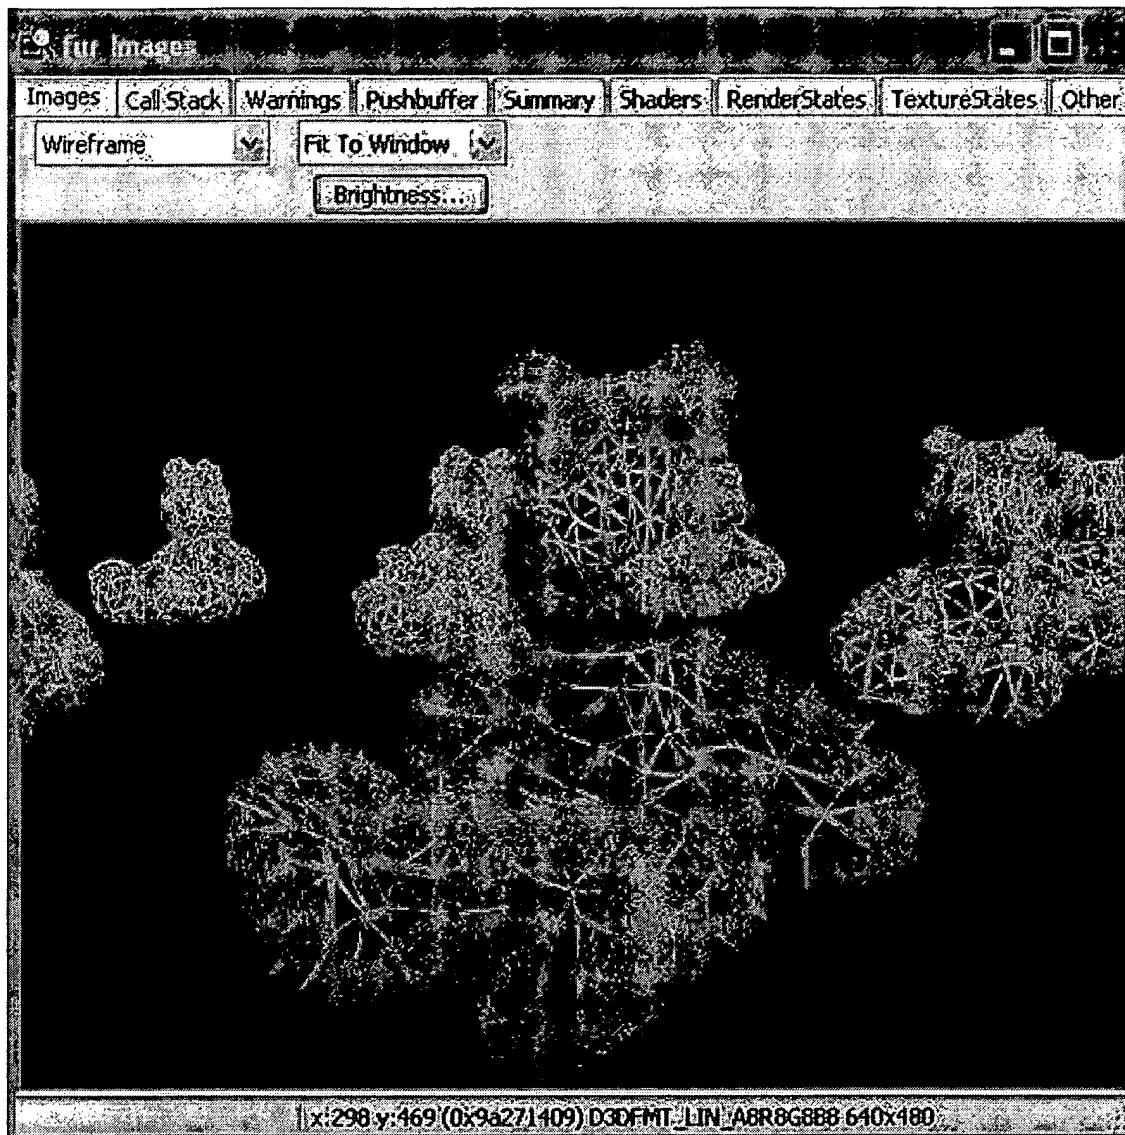 fur Images
Images Call Stack Warnings Pushbuffer Summary Shaders RenderStates TextureStates Other
Wireframe Fit To Window
Brightness...
x:298 y:469 (0x9a271409) D3DFMT_LIN_A8R8G8B8 640x480